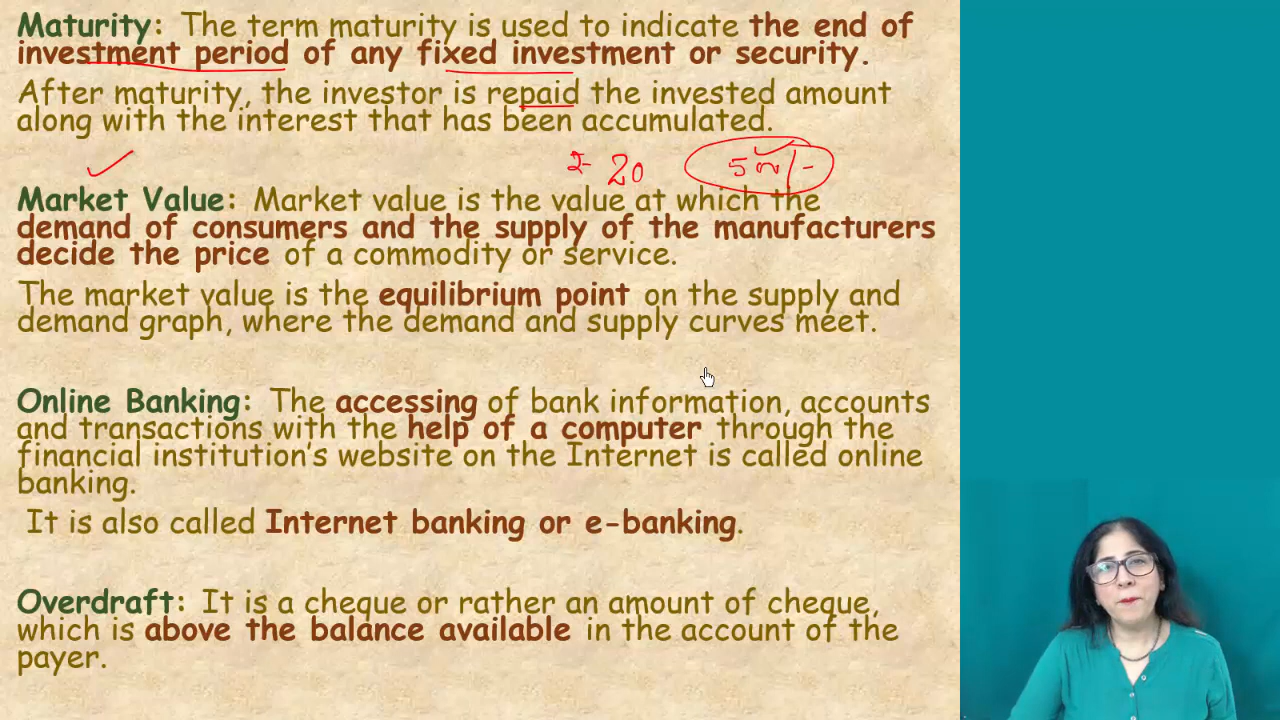 Maturity: The term maturity is used to indicate the end of
investment period of any fixed investment or security.
After maturity, the investor is repaid the invested amount
along with the interest that has been accumulated.
20
Market Value: Market value is the value at which the
demand of consumers and the supply of the manufacturers
decide the price of a commodity or service.
The market value is the equilibrium point on the supply and
demand graph, where the demand and supply curves meet.
Online Banking: The accessing of bank information, accounts
and transactions with the help of a computer through the
financial institution's website on the Internet is called online
banking.
It is also called Internet banking or e-banking.
Overdraft: It is a cheque or rather an amount of cheque,
which is above the balance available in the account of the
payer.